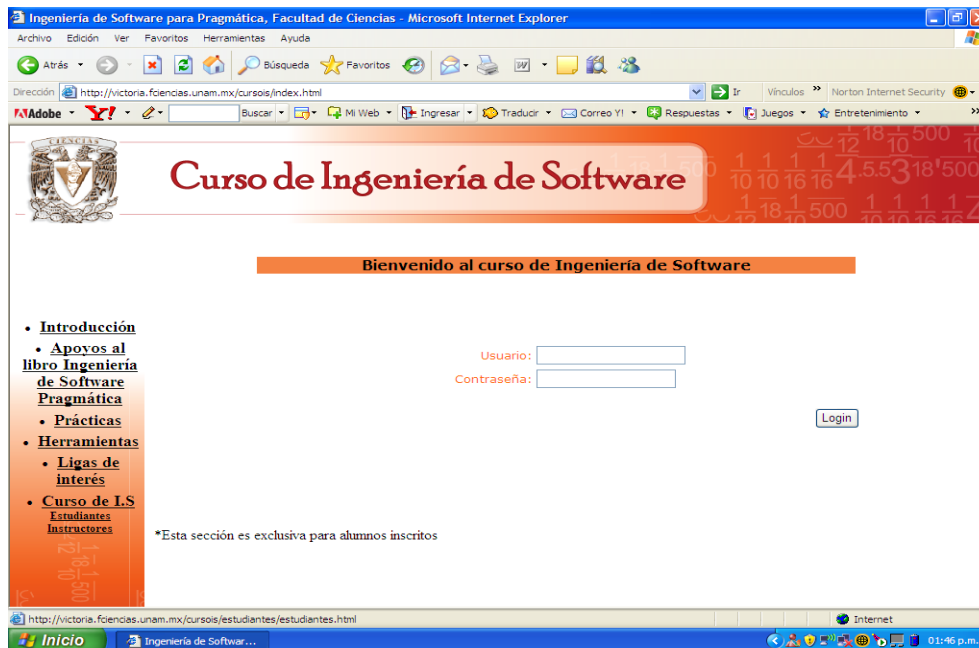 Ingeniería de Software para Pragmática, Facultad de Ciencias - Microsoft Internet Explorer
Archivo Edición Ver Favoritos Herramientas Ayuda
Atrás Búsqueda Favoritos
Dirección http://victoria.fciencias.unam.mx/cursois/index.html Ir Vínculos » Norton Internet Security
Adobe Y! Buscar Mi Web Ingresar Traducir Correo Y! Respuestas Juegos Entretenimiento »
CIENCIAS
Curso de Ingeniería de Software
Bienvenido al curso de Ingeniería de Software
• Introducción
• Apoyos al
libro Ingeniería
de Software
Pragmática
• Prácticas
• Herramientas
• Ligas de
interés
• Curso de I.S
Estudiantes
Instructores
Usuario:
Contraseña:
Login
*Esta sección es exclusiva para alumnos inscritos
http://victoria.fciencias.unam.mx/cursois/estudiantes/estudiantes.html Internet
Inicio Ingeniería de Softwar... 01:46 p.m.